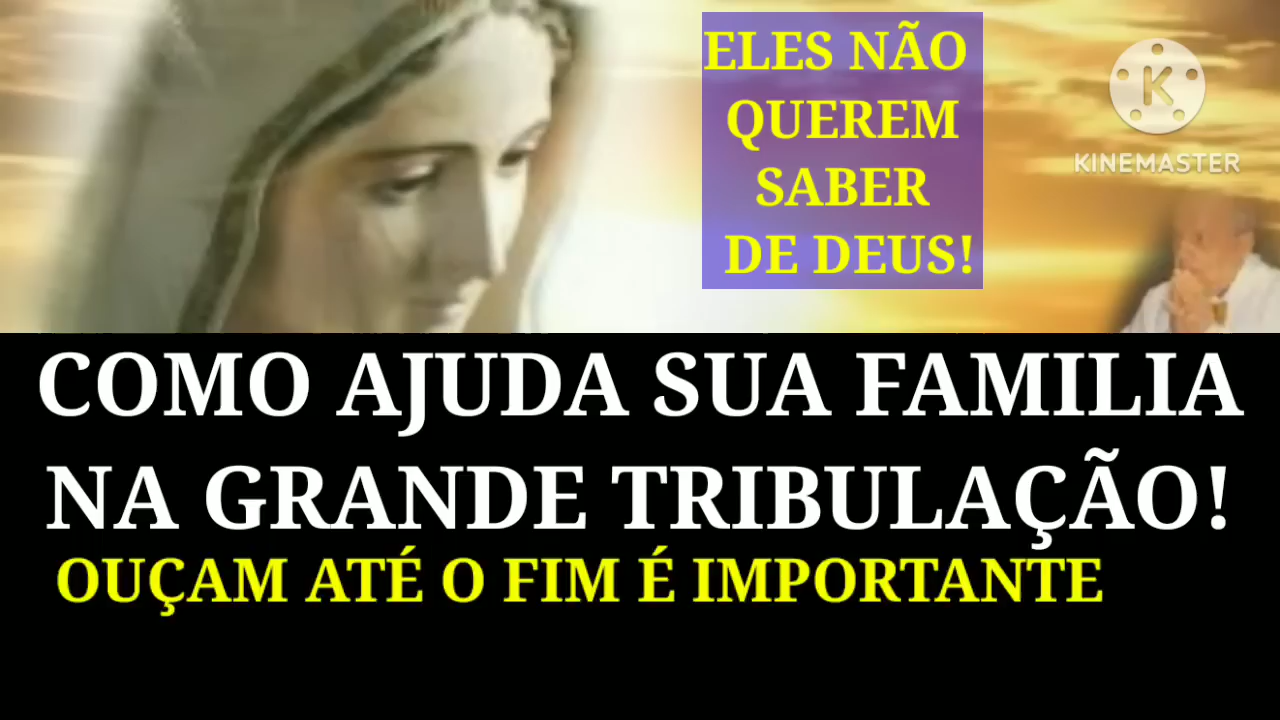 ELES NÃO
QUEREM
SABER
DE DEUS!
K
KINEMASTER
COMO AJUDA SUA FAMILIA
NA GRANDE TRIBULAÇÃO!
OUÇAM ATÉ O FIM É IMPORTANTE